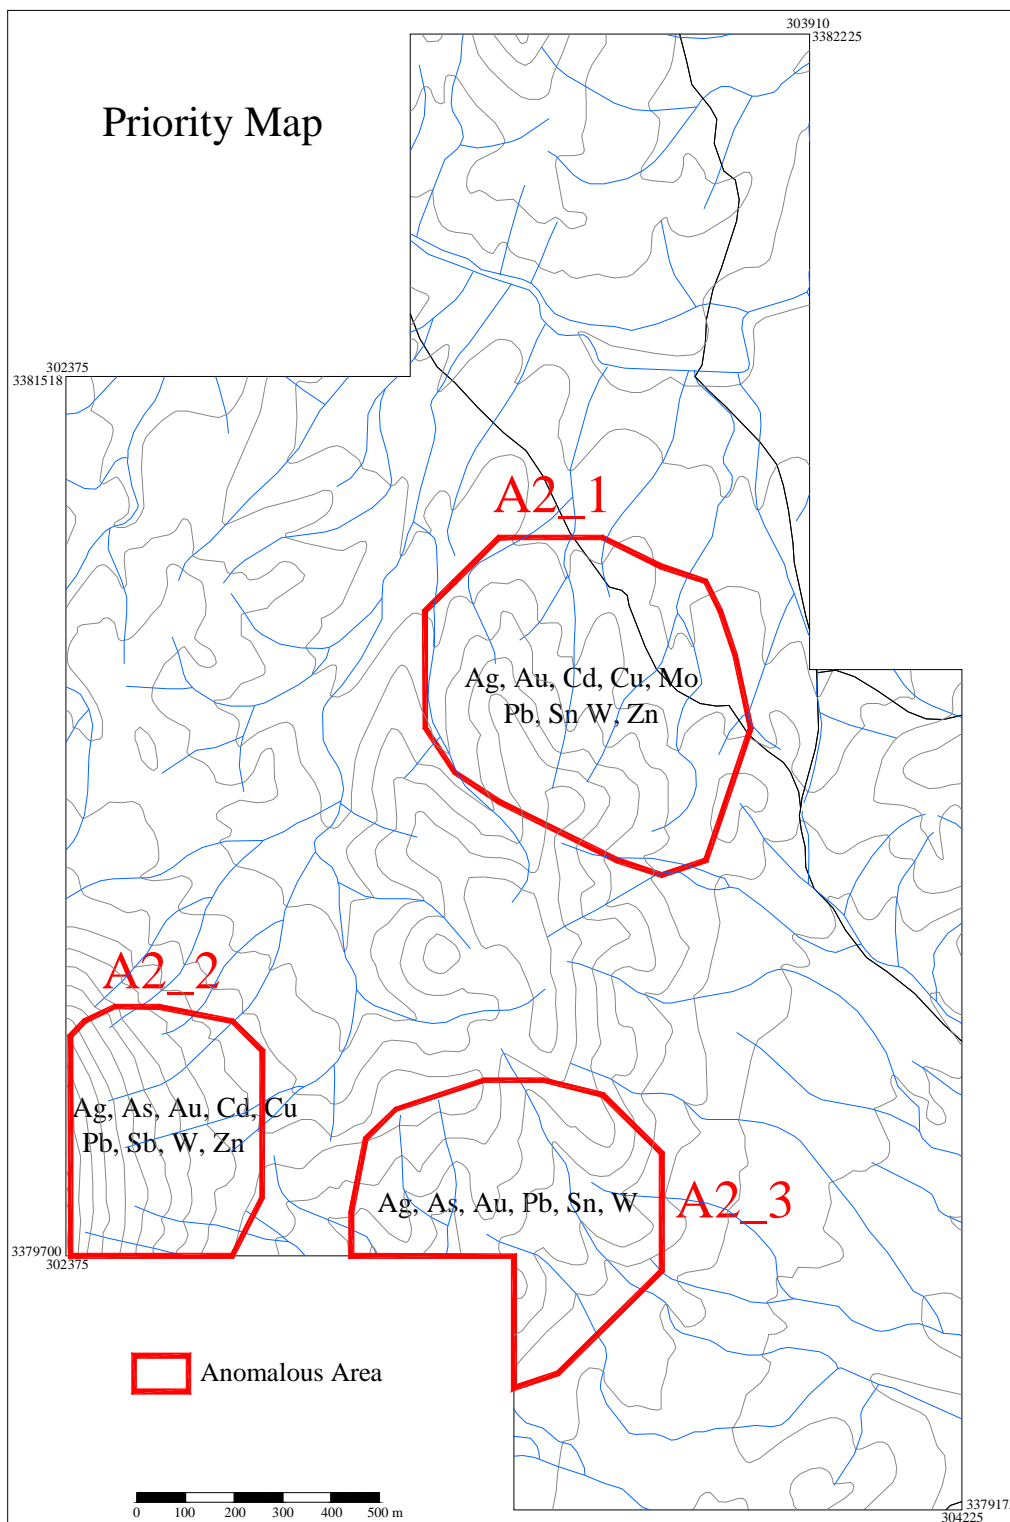 303910
3382225
Priority Map
302375
3381518
A2_1
Ag, Au, Cd, Cu, Mo
Pb, Sn W, Zn
A2_2
Ag, As, Au, Cd, Cu
Pb, Sb, W, Zn
Ag, As, Au, Pb, Sn, W
A2_3
3379700
302375
Anomalous Area
0 100 200 300 400 500 m
337917
304225